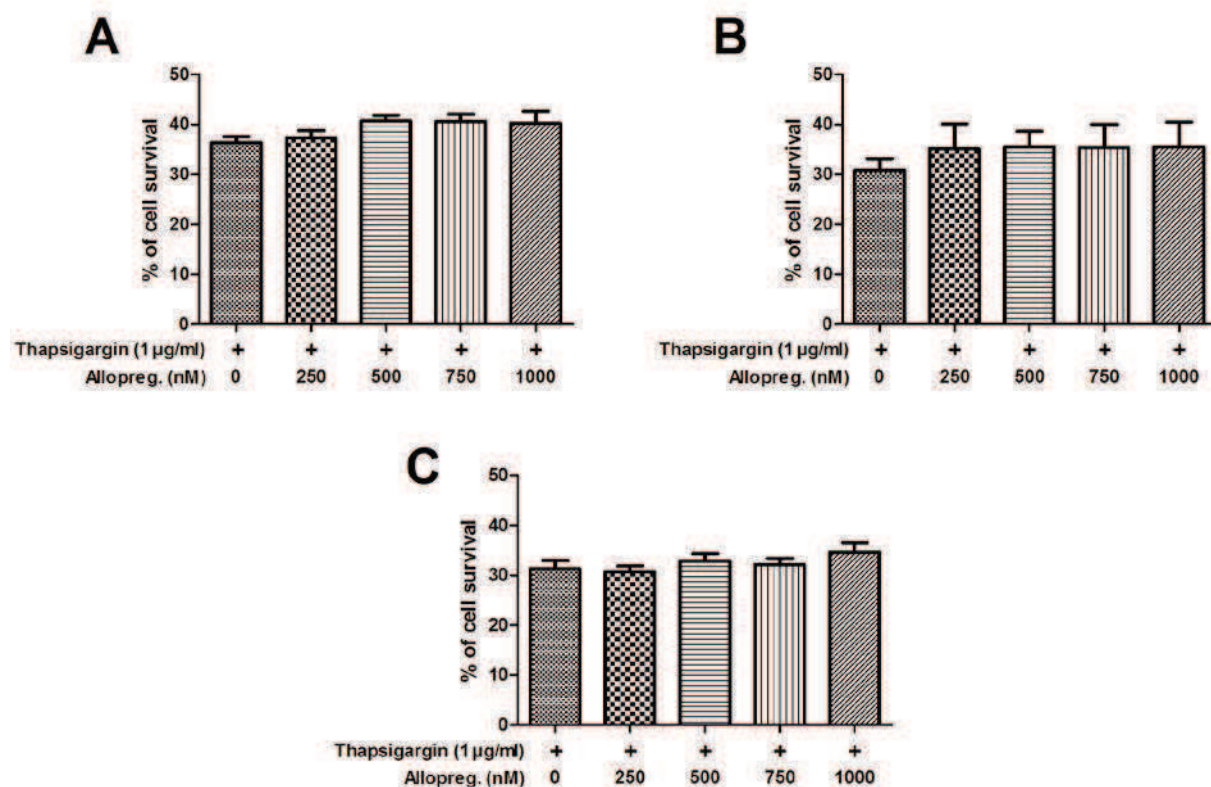 A
% of cell survival
50
40
30
20
10
0
Thapsigargin (1 µg/ml) + + + + +
Allopreg. (nM) 0 250 500 750 1000
B
% of cell survival
50
40
30
20
10
0
Thapsigargin (1 µg/ml) + + + + +
Allopreg. (nM) 0 250 500 750 1000
C
% of cell survival
50
40
30
20
10
0
Thapsigargin (1 µg/ml) + + + + +
Allopreg. (nM) 0 250 500 750 1000